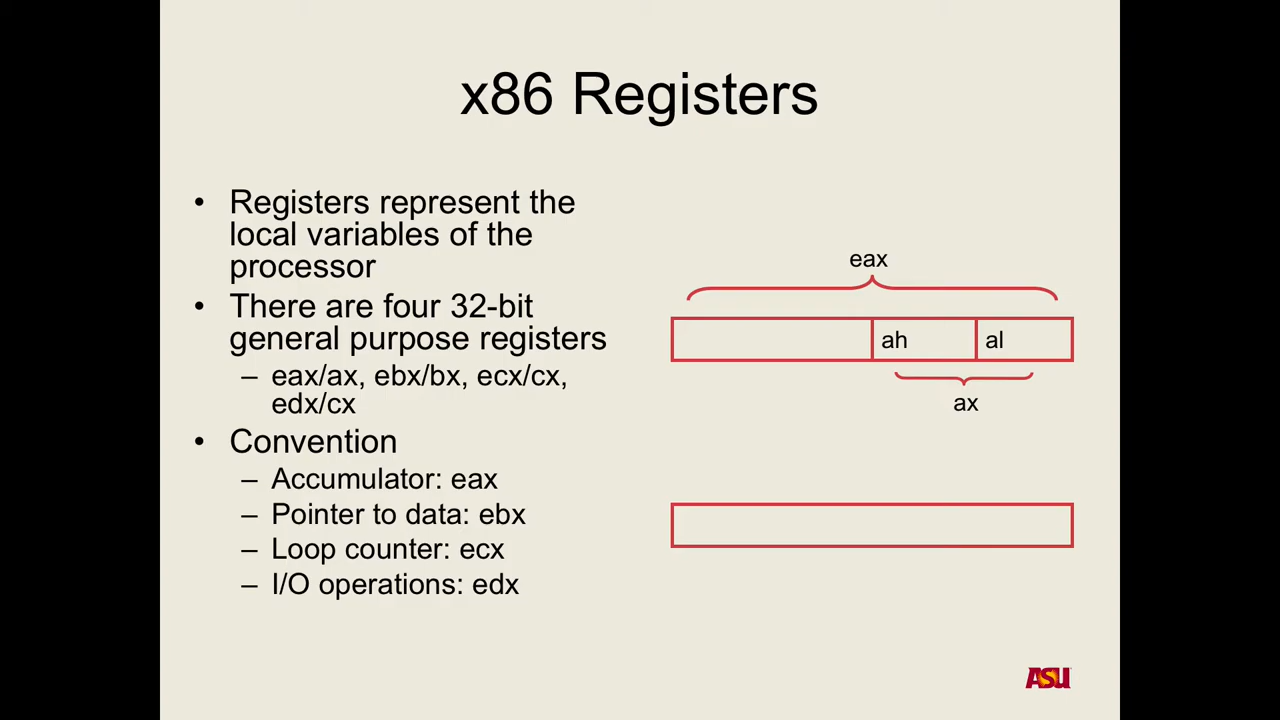 x86 Registers
• Registers represent the
local variables of the
processor
• There are four 32-bit
general purpose registers
– eax/ax, ebx/bx, ecx/cx,
edx/cx
• Convention
– Accumulator: eax
– Pointer to data: ebx
– Loop counter: ecx
– I/O operations: edx
eax
ah al
ax
ASU